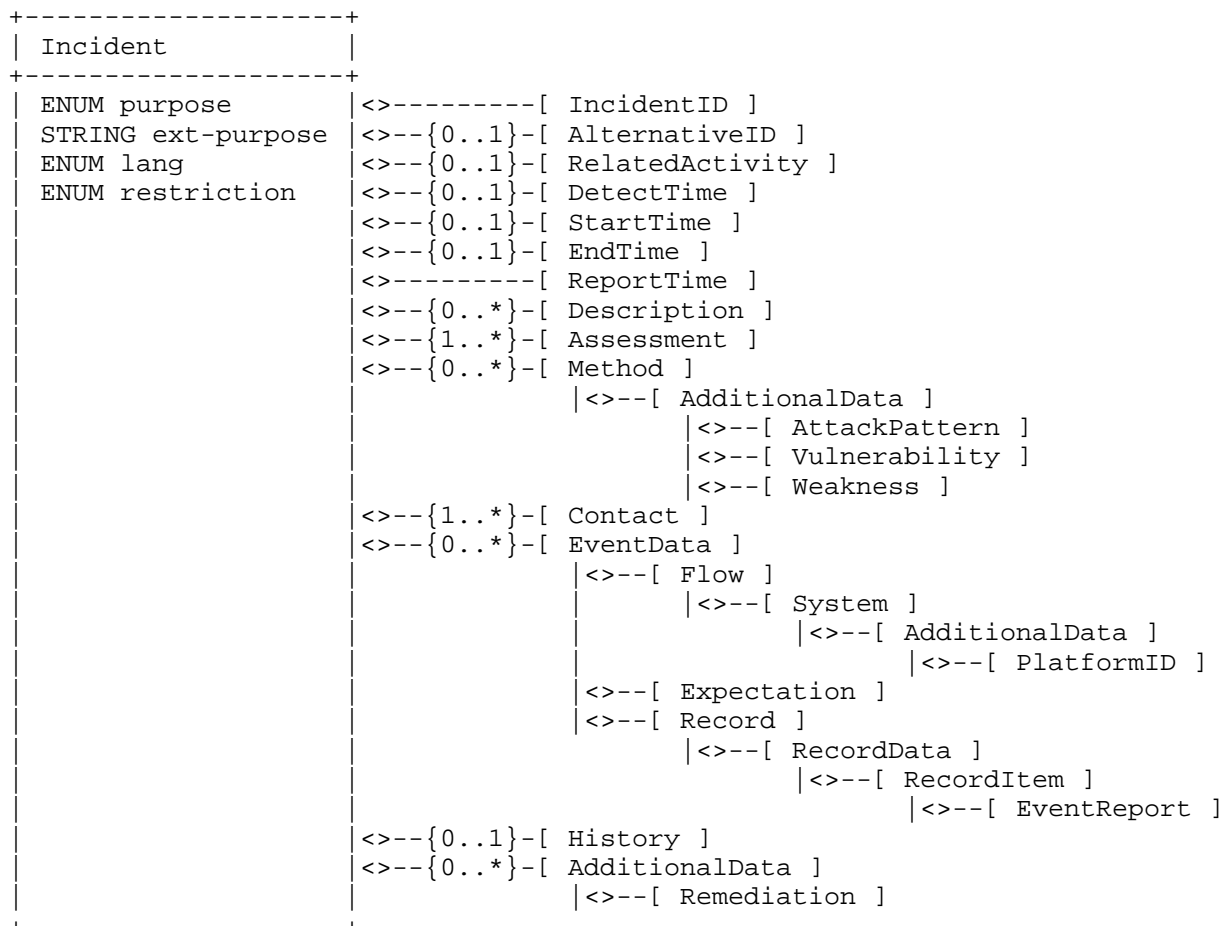 +---------------------+
| Incident            |
+---------------------+
| ENUM purpose        |<>---------[ IncidentID ]
| STRING ext-purpose  |<>--{0..1}-[ AlternativeID ]
| ENUM lang           |<>--{0..1}-[ RelatedActivity ]
| ENUM restriction    |<>--{0..1}-[ DetectTime ]
|                     |<>--{0..1}-[ StartTime ]
|                     |<>--{0..1}-[ EndTime ]
|                     |<>---------[ ReportTime ]
|                     |<>--{0..*}-[ Description ]
|                     |<>--{1..*}-[ Assessment ]
|                     |<>--{0..*}-[ Method ]
|                     |              |<>--[ AdditionalData ]
|                     |                     |<>--[ AttackPattern ]
|                     |                     |<>--[ Vulnerability ]
|                     |                     |<>--[ Weakness ]
|                     |<>--{1..*}-[ Contact ]
|                     |<>--{0..*}-[ EventData ]
|                     |              |<>--[ Flow ]
|                     |              |      |<>--[ System ]
|                     |              |             |<>--[ AdditionalData ]
|                     |              |                    |<>--[ PlatformID ]
|                     |              |<>--[ Expectation ]
|                     |              |<>--[ Record ]
|                     |                     |<>--[ RecordData ]
|                     |                            |<>--[ RecordItem ]
|                     |                                   |<>--[ EventReport ]
|                     |<>--{0..1}-[ History ]
|                     |<>--{0..*}-[ AdditionalData ]
|                     |              |<>--[ Remediation ]